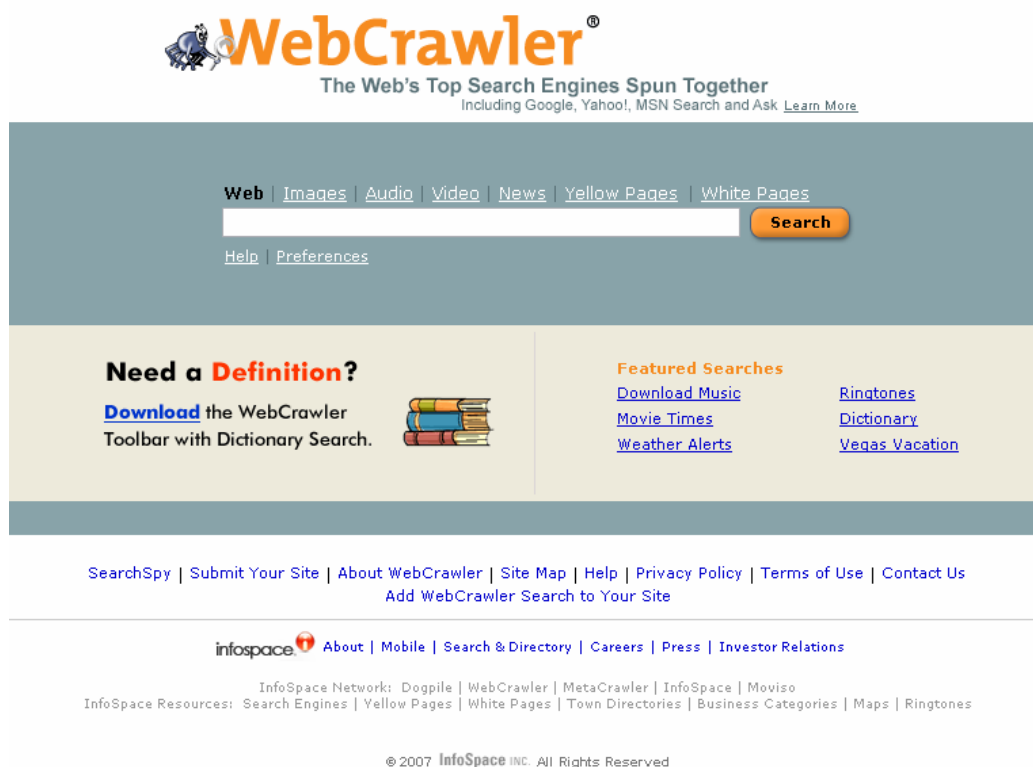 WebCrawler®
The Web's Top Search Engines Spun Together
Including Google, Yahoo!, MSN Search and Ask Learn More
Web | Images | Audio | Video | News | Yellow Pages | White Pages
Search
Help | Preferences
Need a Definition?
Download the WebCrawler
Toolbar with Dictionary Search.
Featured Searches
Download Music Ringtones
Movie Times Dictionary
Weather Alerts Vegas Vacation
SearchSpy | Submit Your Site | About WebCrawler | Site Map | Help | Privacy Policy | Terms of Use | Contact Us
Add WebCrawler Search to Your Site
infospace. About | Mobile | Search & Directory | Careers | Press | Investor Relations
InfoSpace Network: Dogpile | WebCrawler | MetaCrawler | InfoSpace | Moviso
InfoSpace Resources: Search Engines | Yellow Pages | White Pages | Town Directories | Business Categories | Maps | Ringtones
© 2007 InfoSpace INC. All Rights Reserved